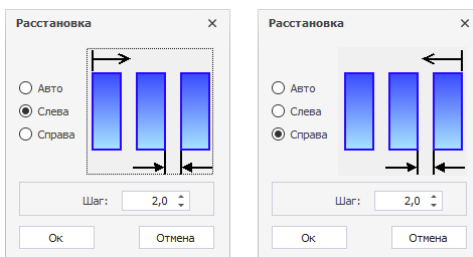 Расстановка ×
Авто
Слева
Справа
Шаг: 2,0
Ок Отмена
Расстановка ×
Авто
Слева
Справа
Шаг: 2,0
Ок Отмена